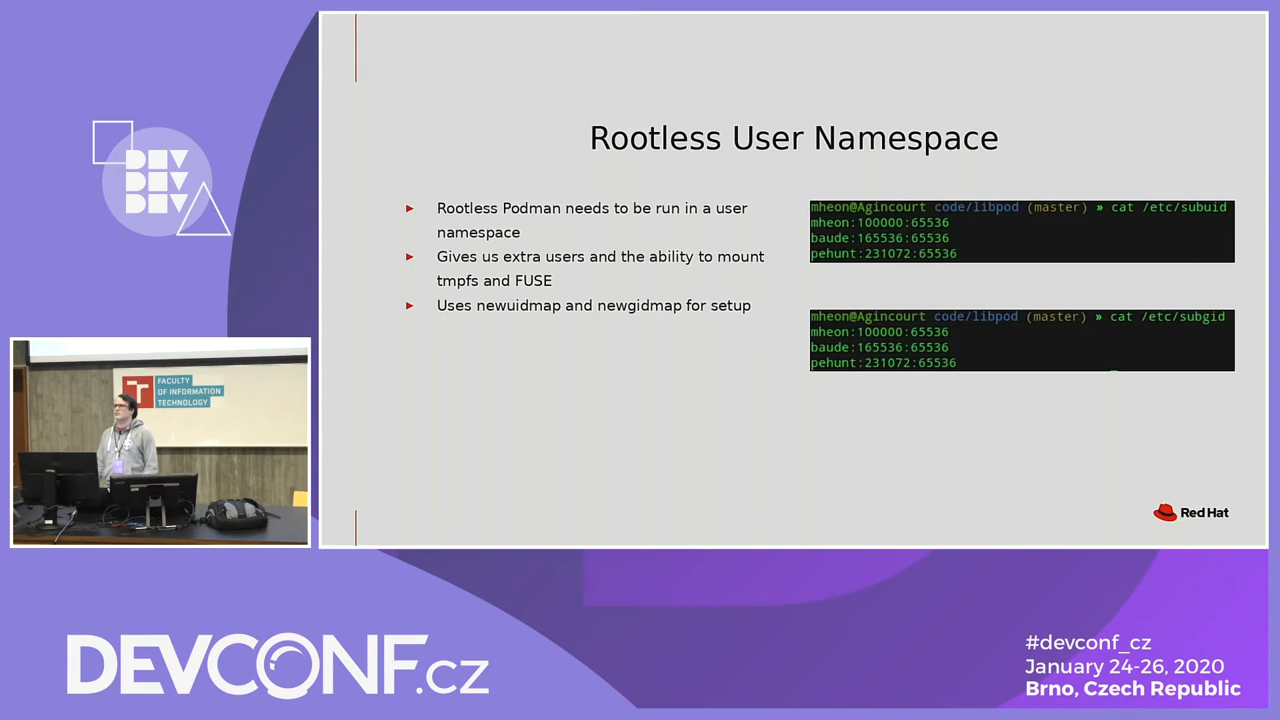 DEV
DEV
DEV
Rootless User Namespace
Rootless Podman needs to be run in a user
namespace
Gives us extra users and the ability to mount
tmpfs and FUSE
Uses newuidmap and newgidmap for setup
mheon@Agincourt code/libpod (master) » cat /etc/subuid
mheon:100000:65536
baude:165536:65536
pehunt:231072:65536
mheon@Agincourt code/libpod (master) » cat /etc/subgid
mheon:100000:65536
baude:165536:65536
pehunt:231072:65536
Red Hat
FACULTY
OF INFORMATION
TECHNOLOGY
DEVCONF.cz
#devconf_cz
January 24-26, 2020
Brno, Czech Republic